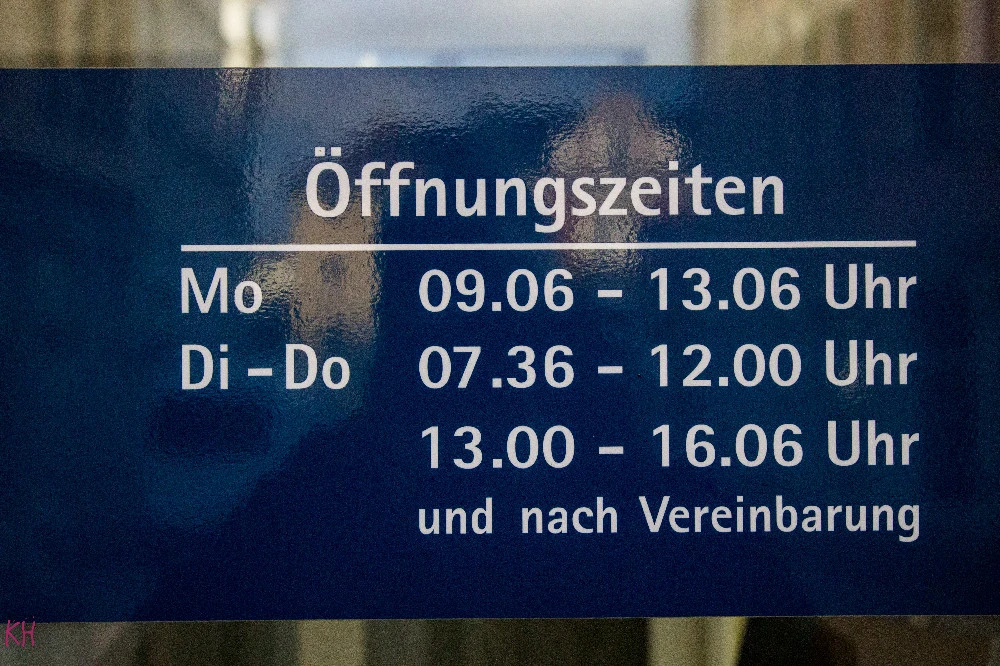 Öffnungszeiten
Mo 09.06 – 13.06 Uhr
Di – Do 07.36 – 12.00 Uhr
13.00 – 16.06 Uhr
und nach Vereinbarung
KH